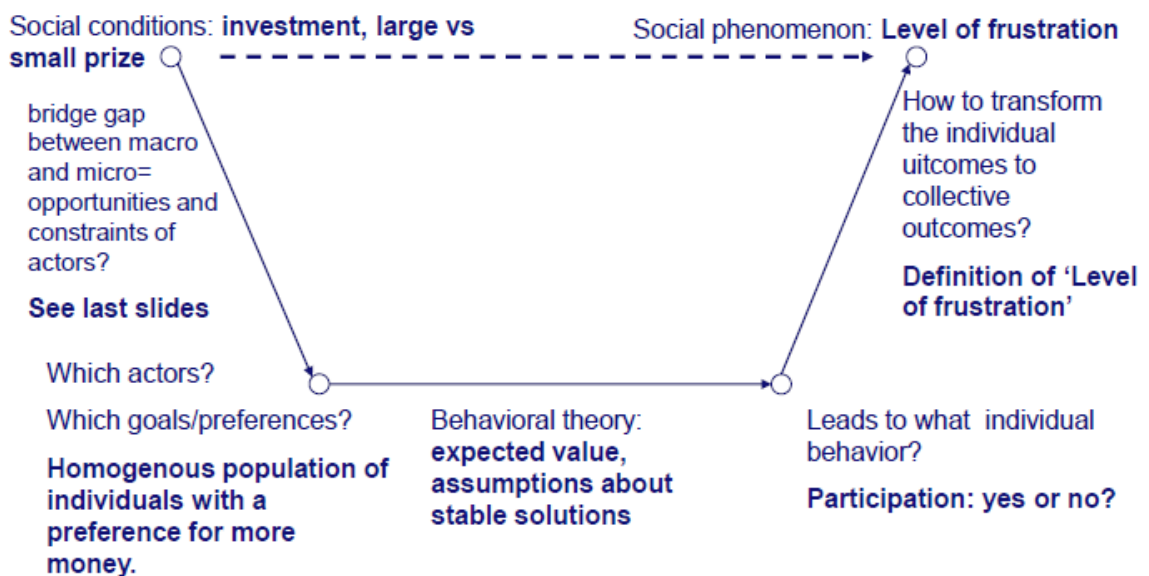 Social conditions: investment, large vs
small prize
Social phenomenon: Level of frustration
bridge gap
between macro
and micro=
opportunities and
constraints of
actors?
See last slides
How to transform
the individual
uitcomes to
collective
outcomes?
Definition of ‘Level
of frustration’
Which actors?
Which goals/preferences?
Homogenous population of
individuals with a
preference for more
money.
Behavioral theory:
expected value,
assumptions about
stable solutions
Leads to what individual
behavior?
Participation: yes or no?